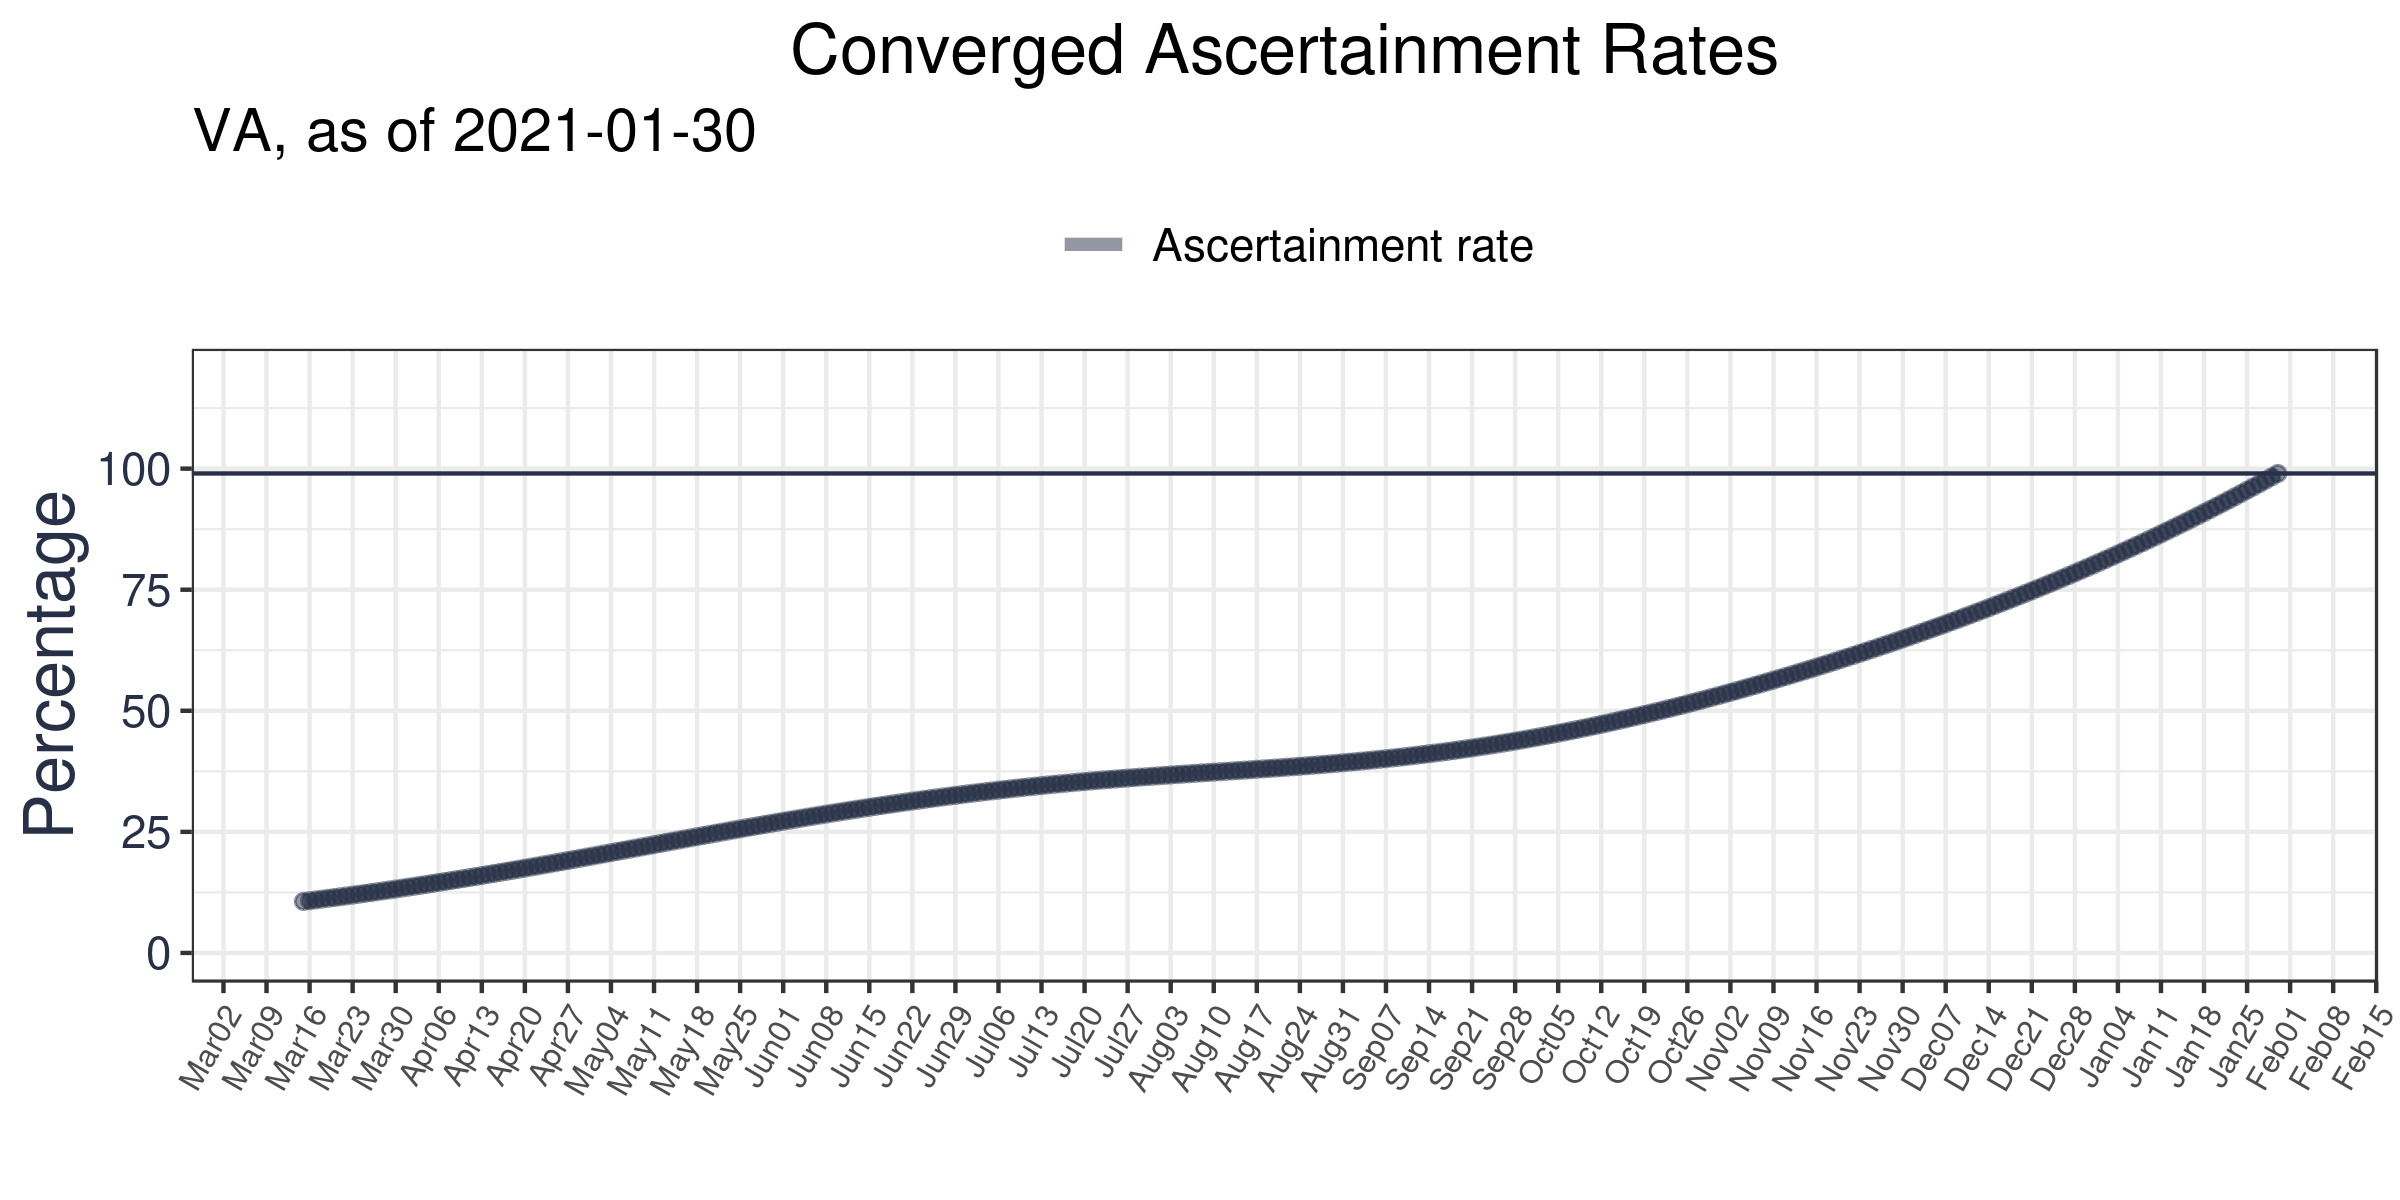 Converged Ascertainment Rates
VA, as of 2021-01-30
Ascertainment rate
Percentage
100
75
50
25
0
Mar02 Mar09 Mar16 Mar23 Mar30 Apr06 Apr13 Apr20 Apr27 May04 May11 May18 May25 Jun01 Jun08 Jun15 Jun22 Jun29 Jul06 Jul13 Jul20 Jul27 Aug03 Aug10 Aug17 Aug24 Aug31 Sep07 Sep14 Sep21 Sep28 Oct05 Oct12 Oct19 Oct26 Nov02 Nov09 Nov16 Nov23 Nov30 Dec07 Dec14 Dec21 Dec28 Jan04 Jan11 Jan18 Jan25 Feb01 Feb08 Feb15